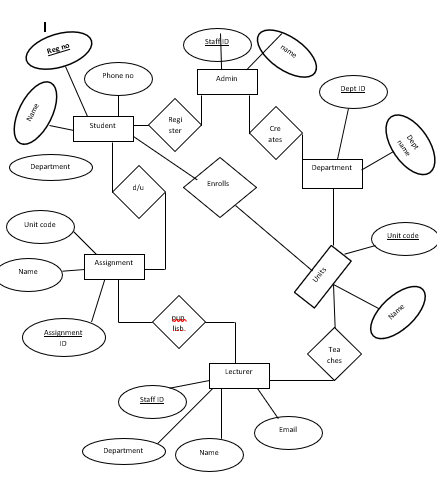 Reg no
Staff ID
name
Phone no
Admin
Dept ID
Name
Student
Regi
ster
Cre
ates
Dept
name
Department
Department
d/u
Enrolls
Unit code
Unit code
Name
Assignment
Units
Name
Assignment
ID
PUB
lish
Tea
ches
Lecturer
Staff ID
Email
Department
Name